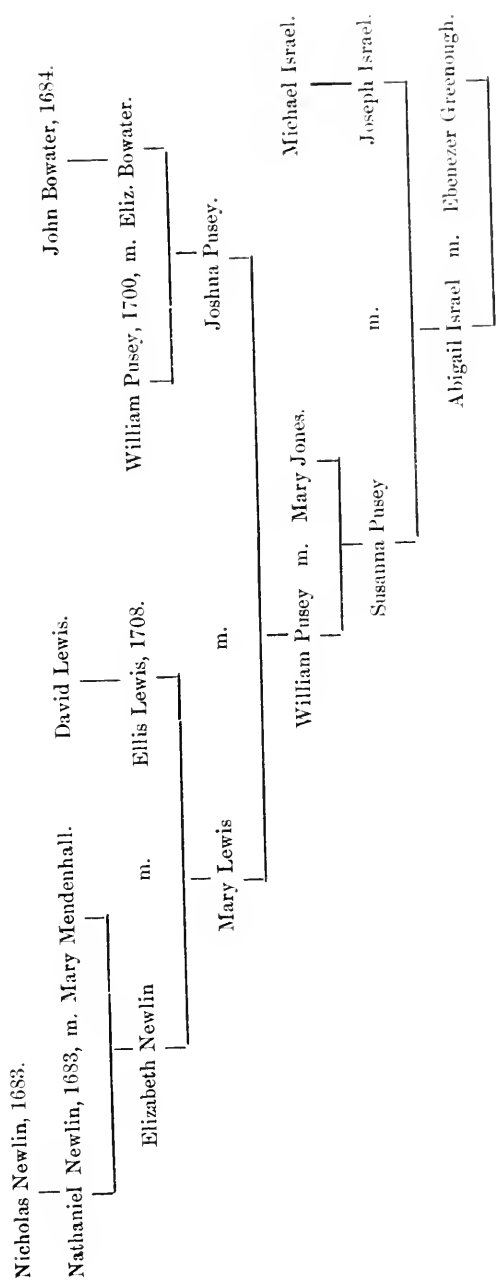 Nicholas Newlin, 1683.
Nathaniel Newlin, 1683, m. Mary Mendenhall. David Lewis. John Bowater, 1684.
Elizabeth Newlin m. Ellis Lewis, 1708. William Pusey, 1700, m. Eliz. Bowater.
Mary Lewis m. Joshua Pusey.
William Pusey m. Mary Jones. Michael Israel.
Susanna Pusey m. Joseph Israel.
Abigail Israel m. Ebenezer Greenough.